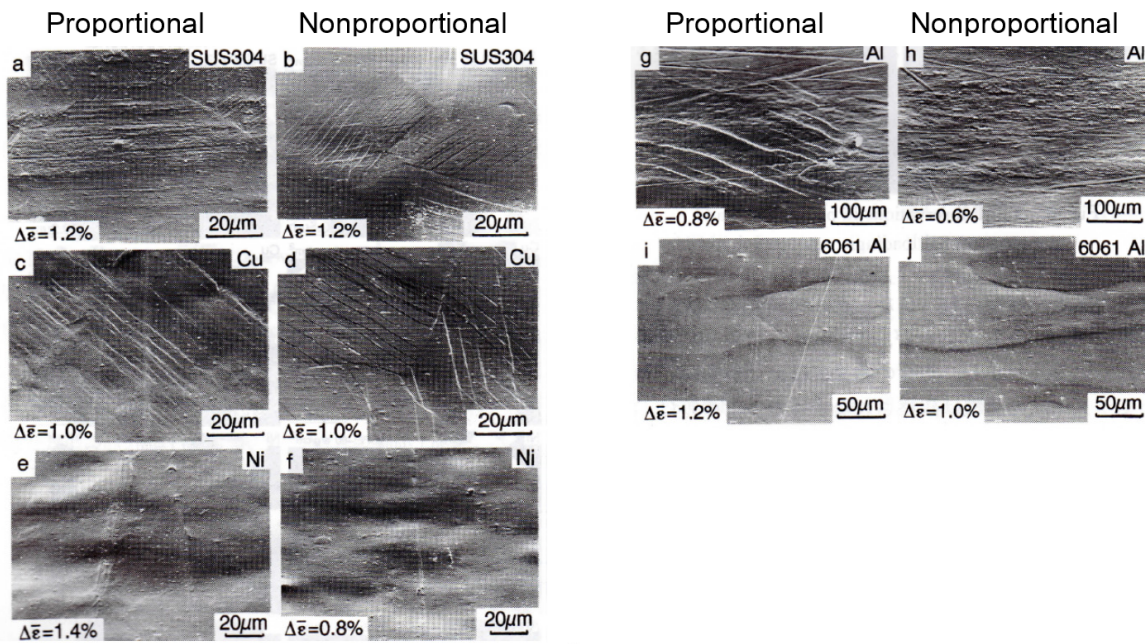 Proportional Nonproportional Proportional Nonproportional
a SUS304 b SUS304 g Al h Al
Δε̅=1.2% 20μm Δε̅=1.2% 20μm Δε̅=0.8% 100μm Δε̅=0.6% 100μm
c Cu d Cu i 6061 Al j 6061 Al
Δε̅=1.0% 20μm Δε̅=1.0% 20μm Δε̅=1.2% 50μm Δε̅=1.0% 50μm
e Ni f Ni
Δε̅=1.4% 20μm Δε̅=0.8% 20μm